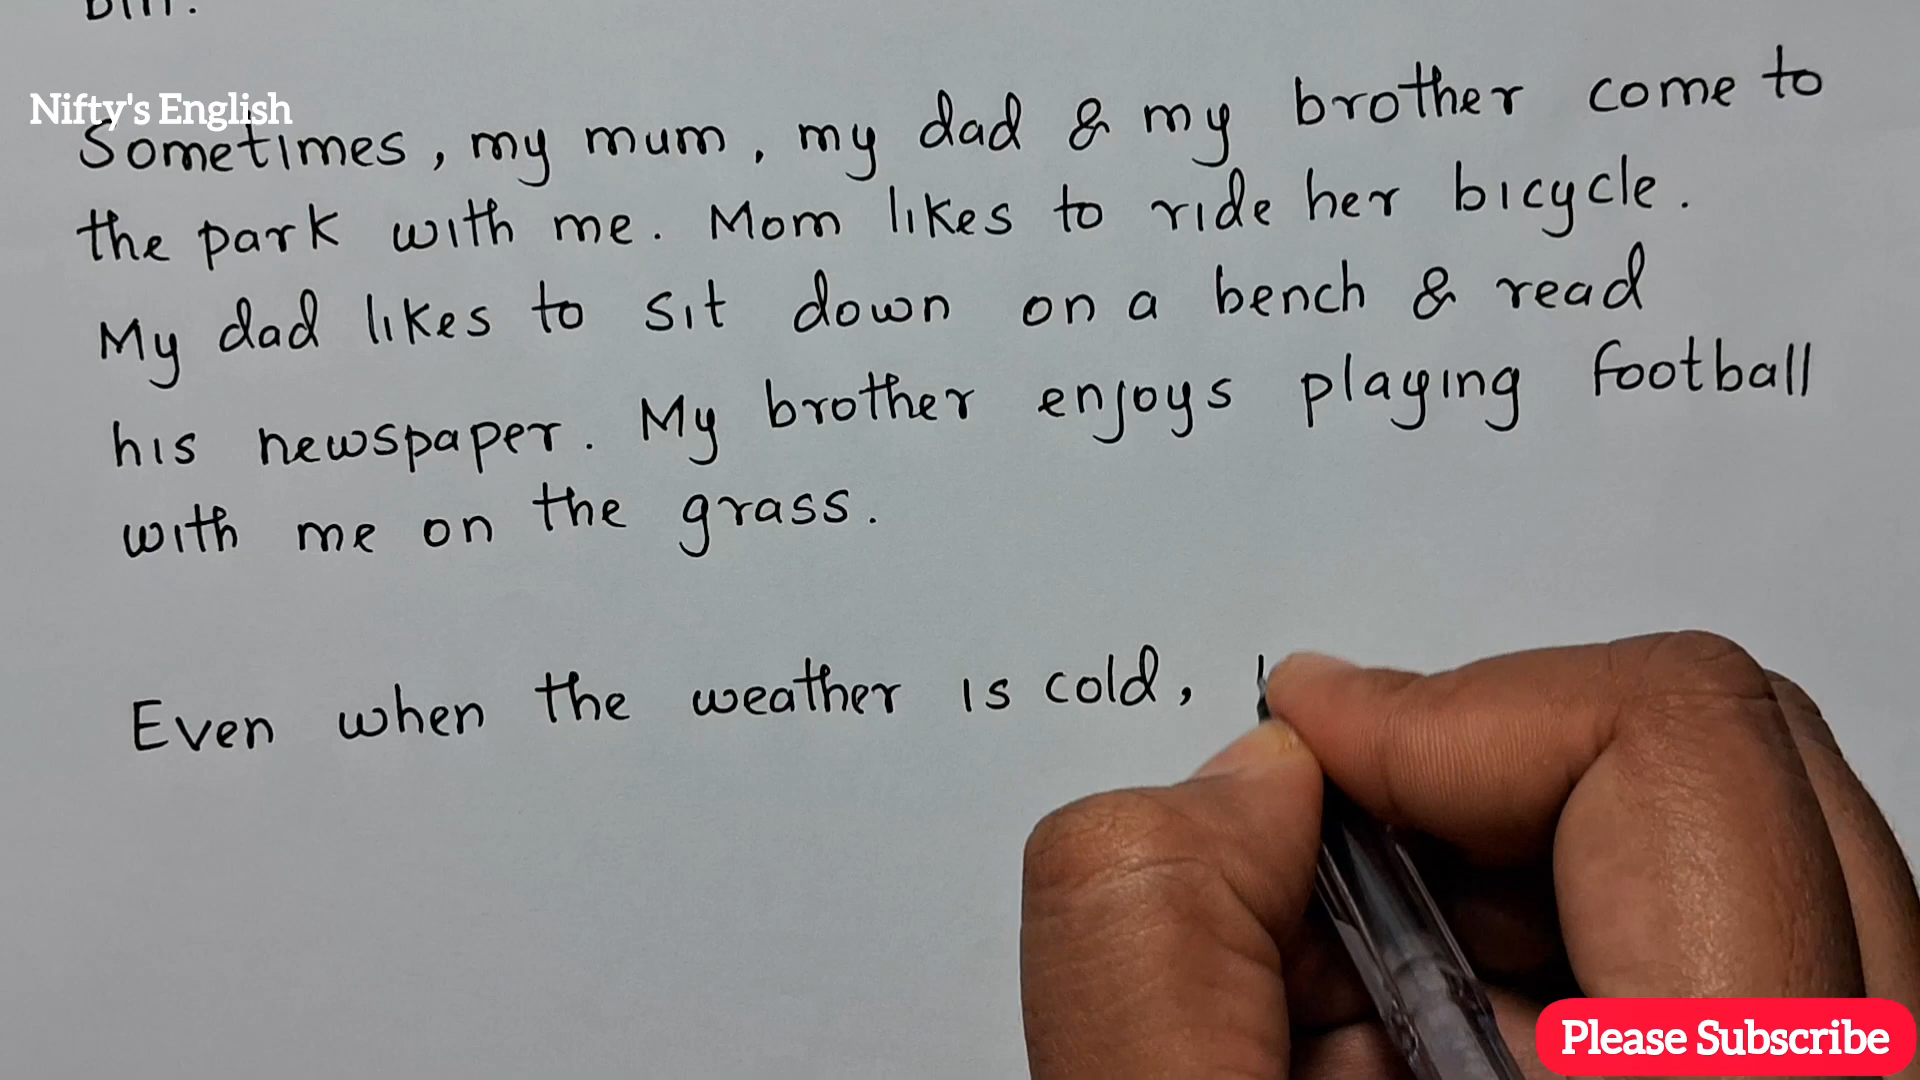 Nifty's English
Sometimes, my mum, my dad & my brother come to
the park with me. Mom likes to ride her bicycle.
My dad likes to sit down on a bench & read
his newspaper. My brother enjoys playing football
with me on the grass.
Even when the weather is cold,
Please Subscribe